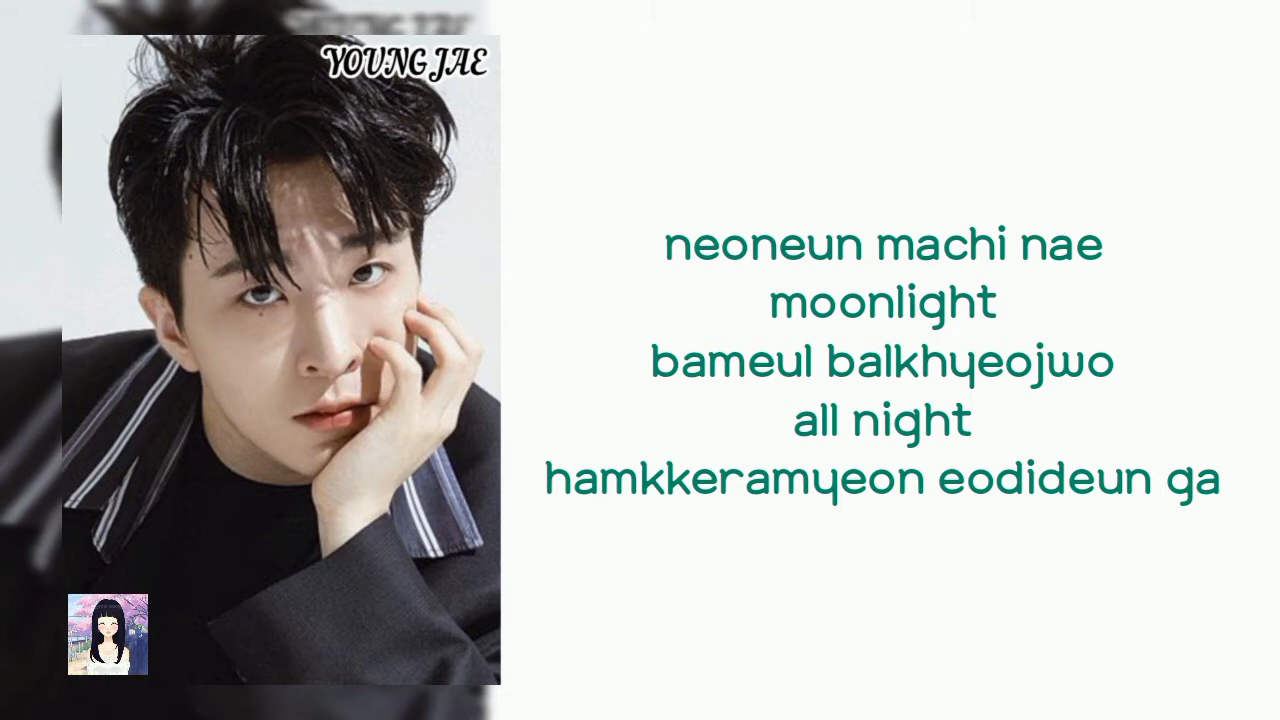 YOUNG JAE
neoneun machi nae
moonlight
bameul balkhyeojwo
all night
hamkkeramyeon eodideun ga